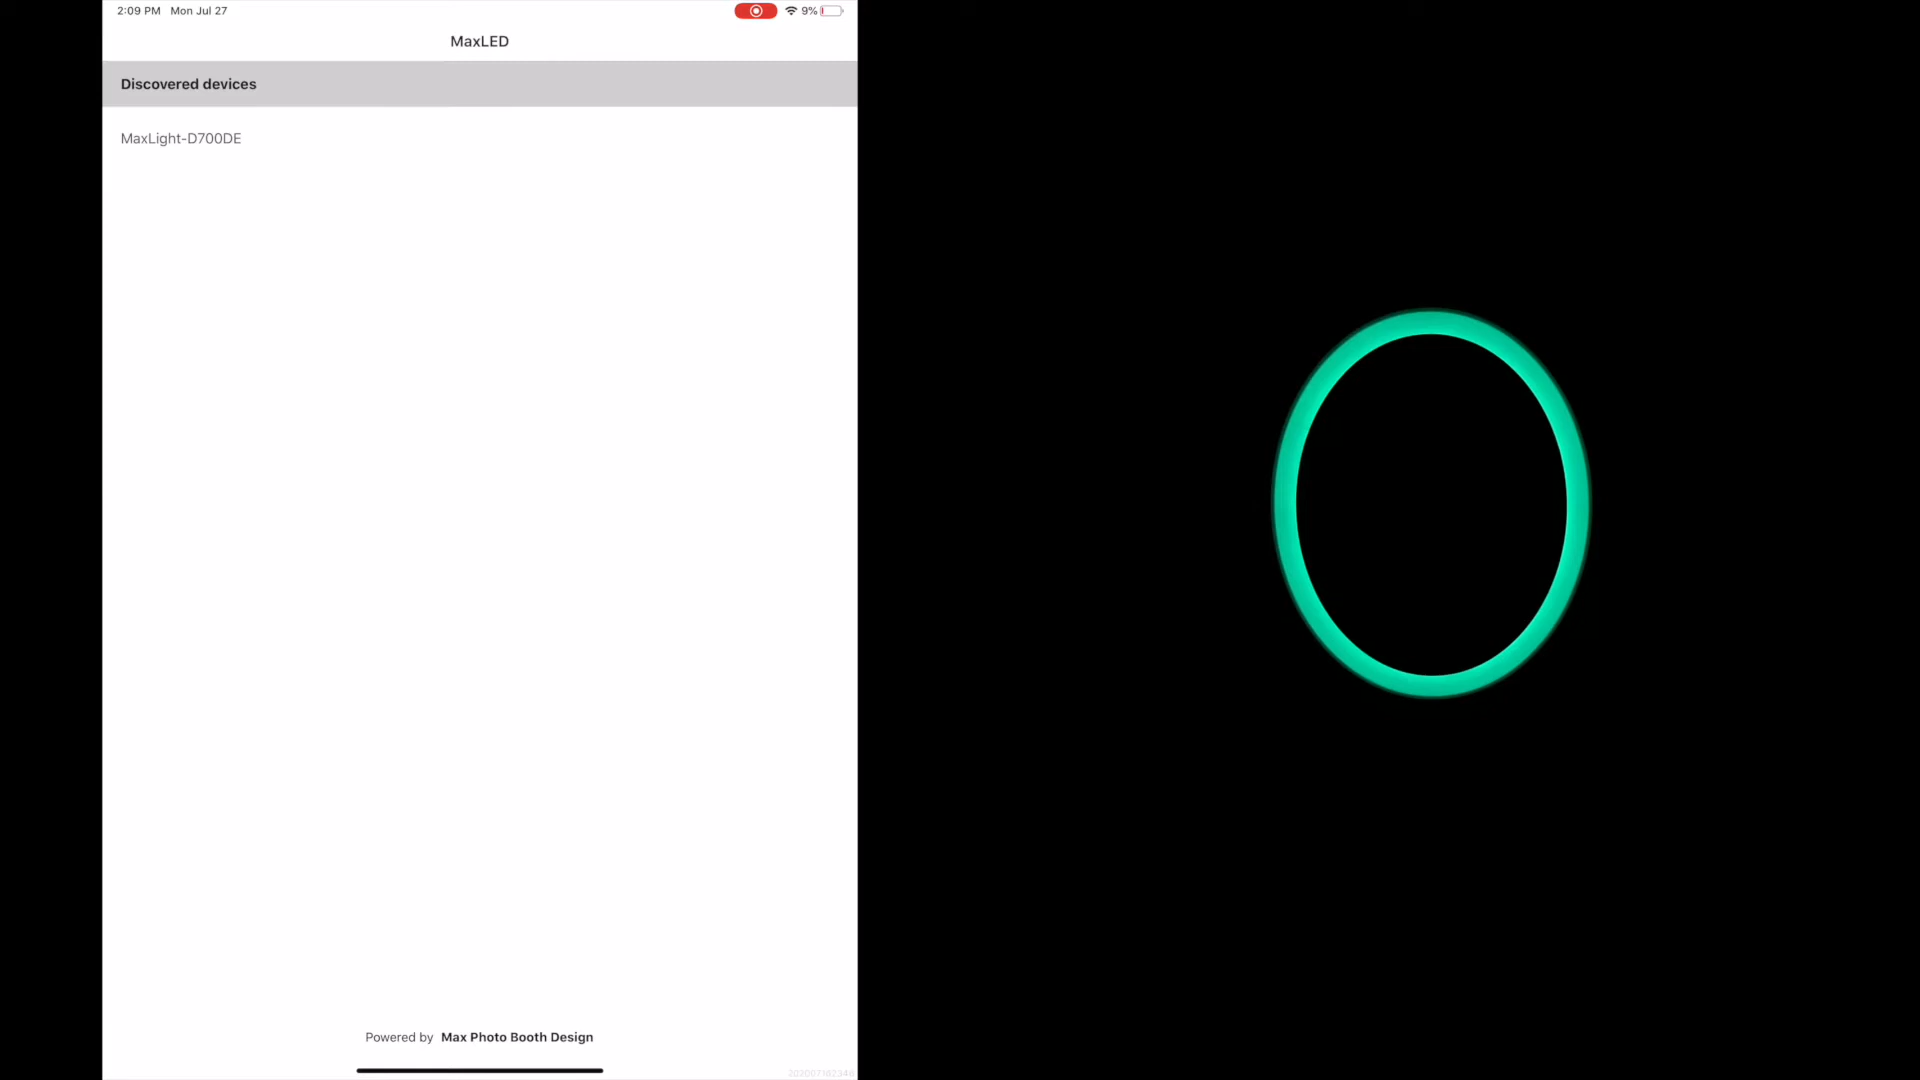 2:09 PM Mon Jul 27
9%
MaxLED
Discovered devices
MaxLight-D700DE
Powered by Max Photo Booth Design